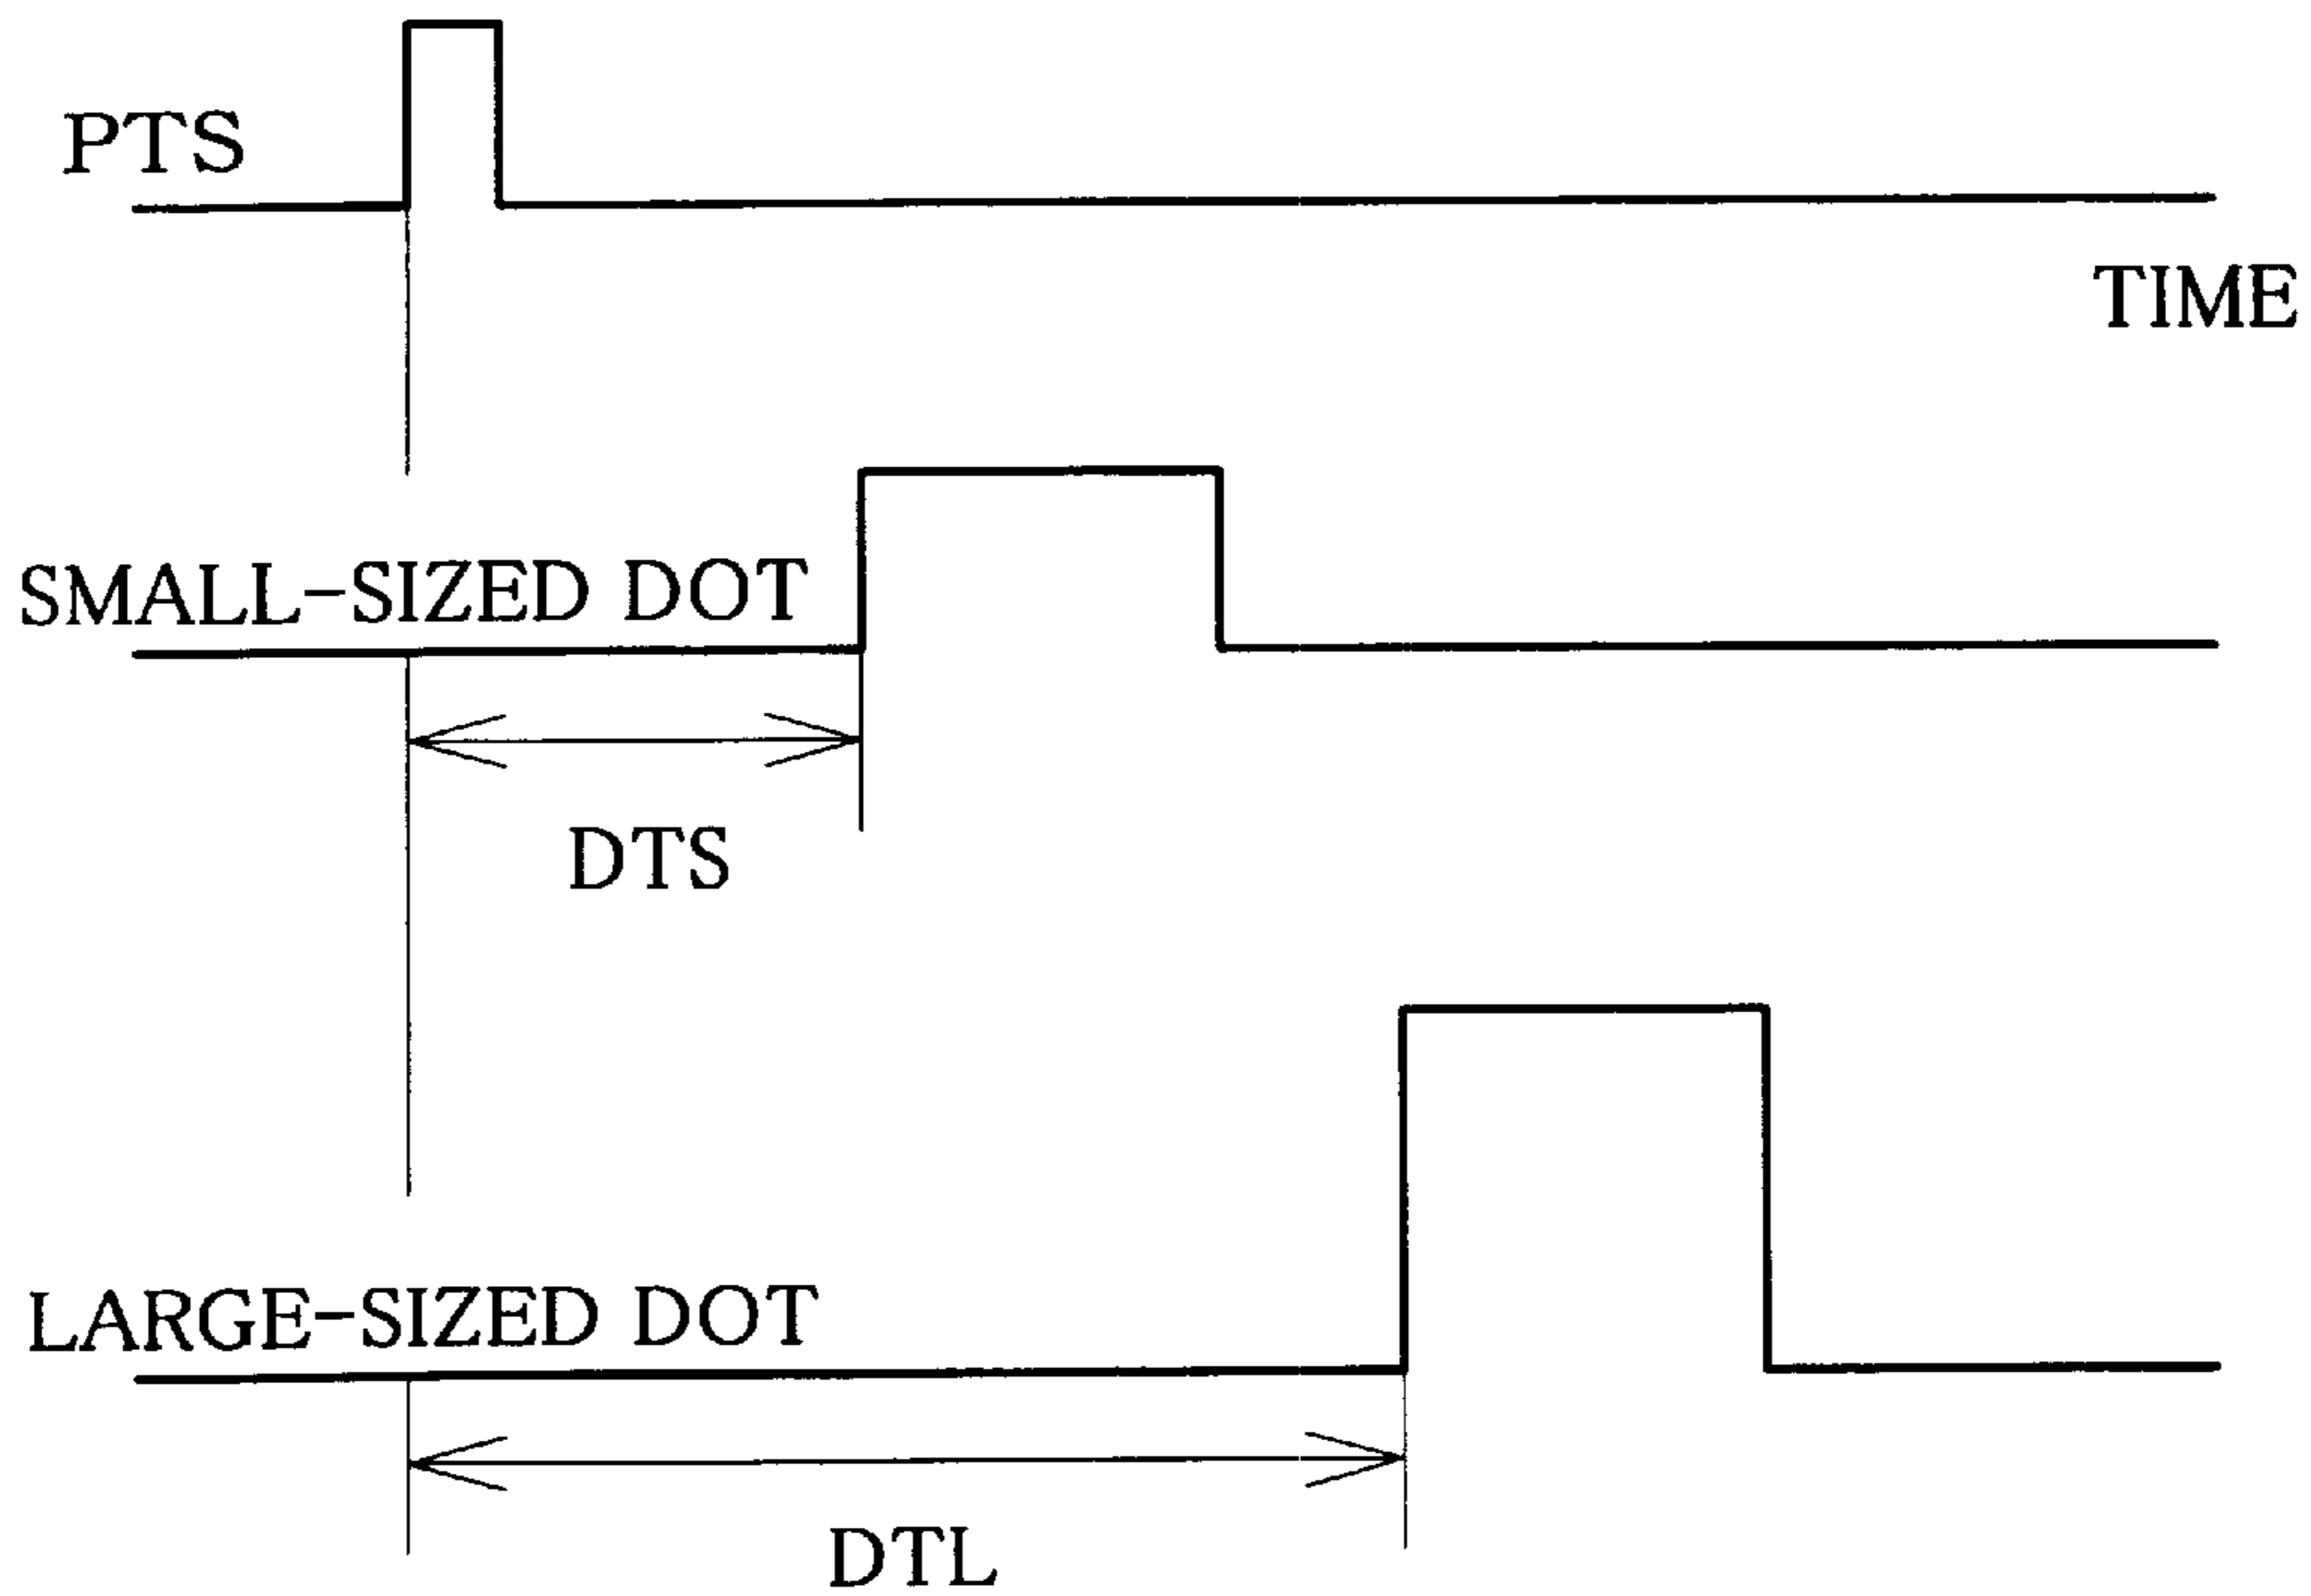 PTS
TIME
SMALL-SIZED DOT
DTS
LARGE-SIZED DOT
DTL